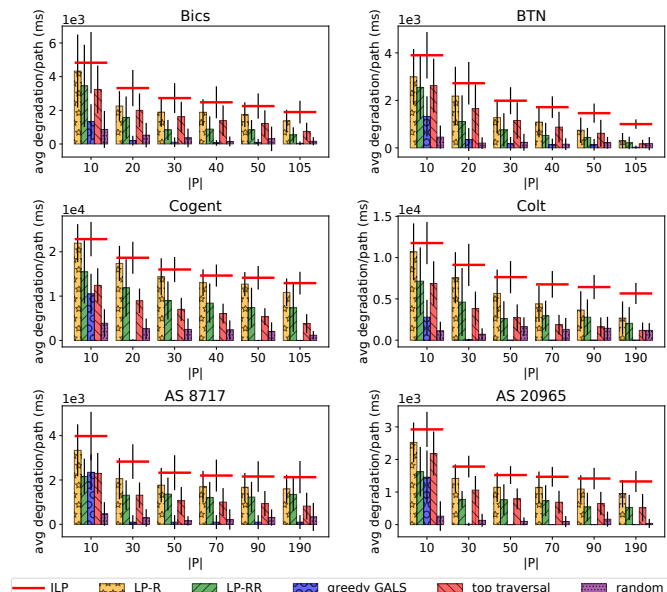 Bics
BTN
1e3
1e3
avg degradation/path (ms)
6
4
2
0
10 20 30 40 50 105
|P|
avg degradation/path (ms)
4
2
0
10 30 50 40 90 105
|P|
Cogent
Colt
1e4
1e4
avg degradation/path (ms)
2
1
0
10 20 30 40 50 105
|P|
avg degradation/path (ms)
1.5
1.0
0.5
0.0
10 30 50 70 90 190
|P|
AS 8717
AS 20965
1e3
1e3
avg degradation/path (ms)
4
2
0
10 30 50 70 90 190
|P|
avg degradation/path (ms)
3
2
1
0
10 30 50 70 90 190
|P|
ILP LP-R LP-RR greedy GALS top traversal random